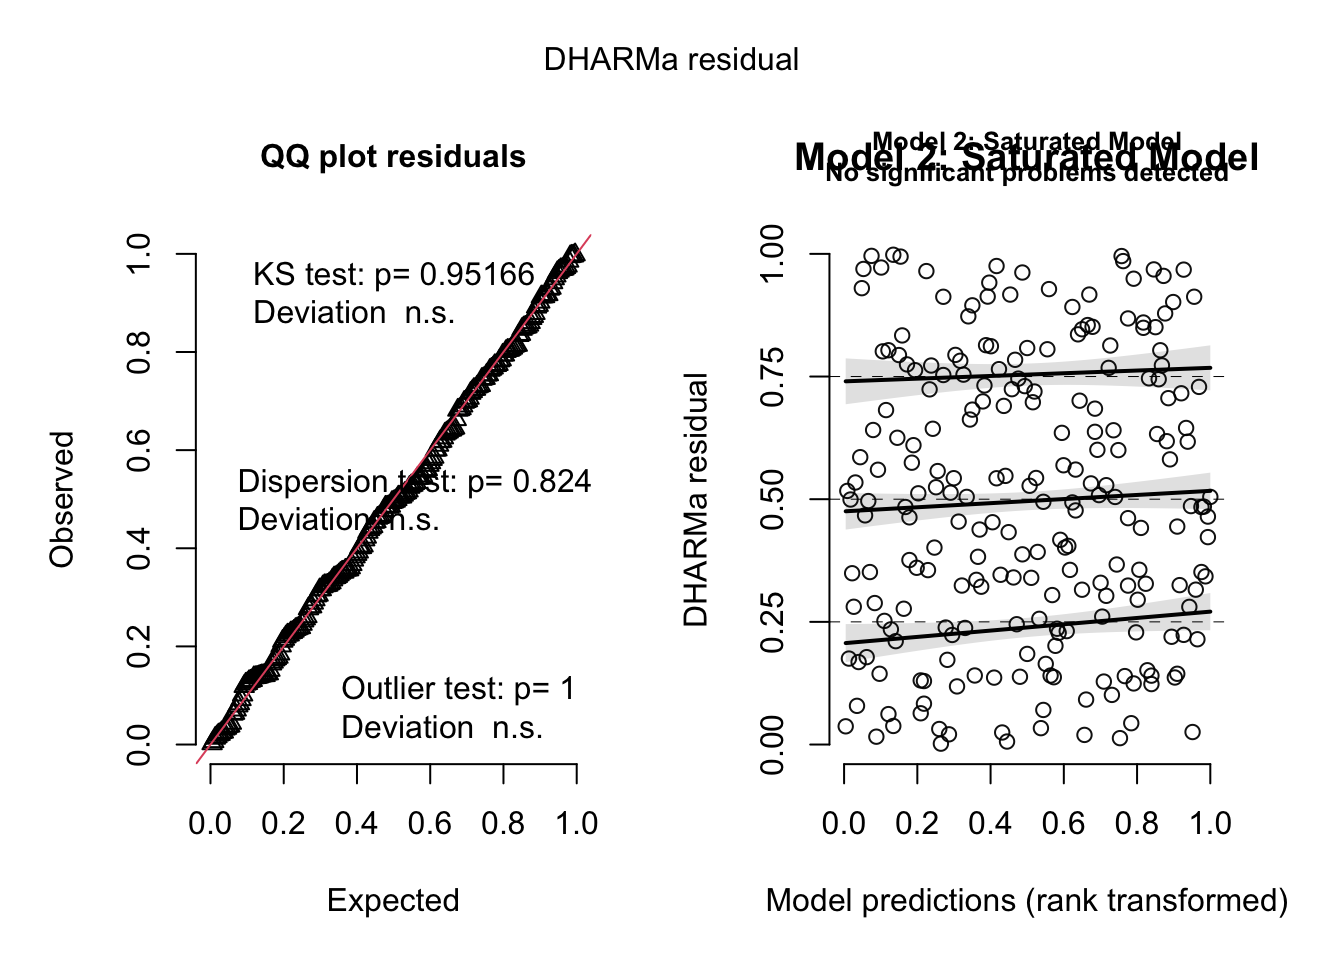 DHARMa residual
QQ plot residuals
KS test: p= 0.95166
Deviation  n.s.
Dispersion test: p= 0.824
Deviation n.s.
Outlier test: p= 1
Deviation  n.s.
Observed
1.0
0.8
0.6
0.4
0.2
0.0
0.0 0.2 0.4 0.6 0.8 1.0
Expected
Model 2: Saturated Model
Model 2: Saturated Model
No significant problems detected
DHARMa residual
1.00
0.75
0.50
0.25
0.00
0.0 0.2 0.4 0.6 0.8 1.0
Model predictions (rank transformed)